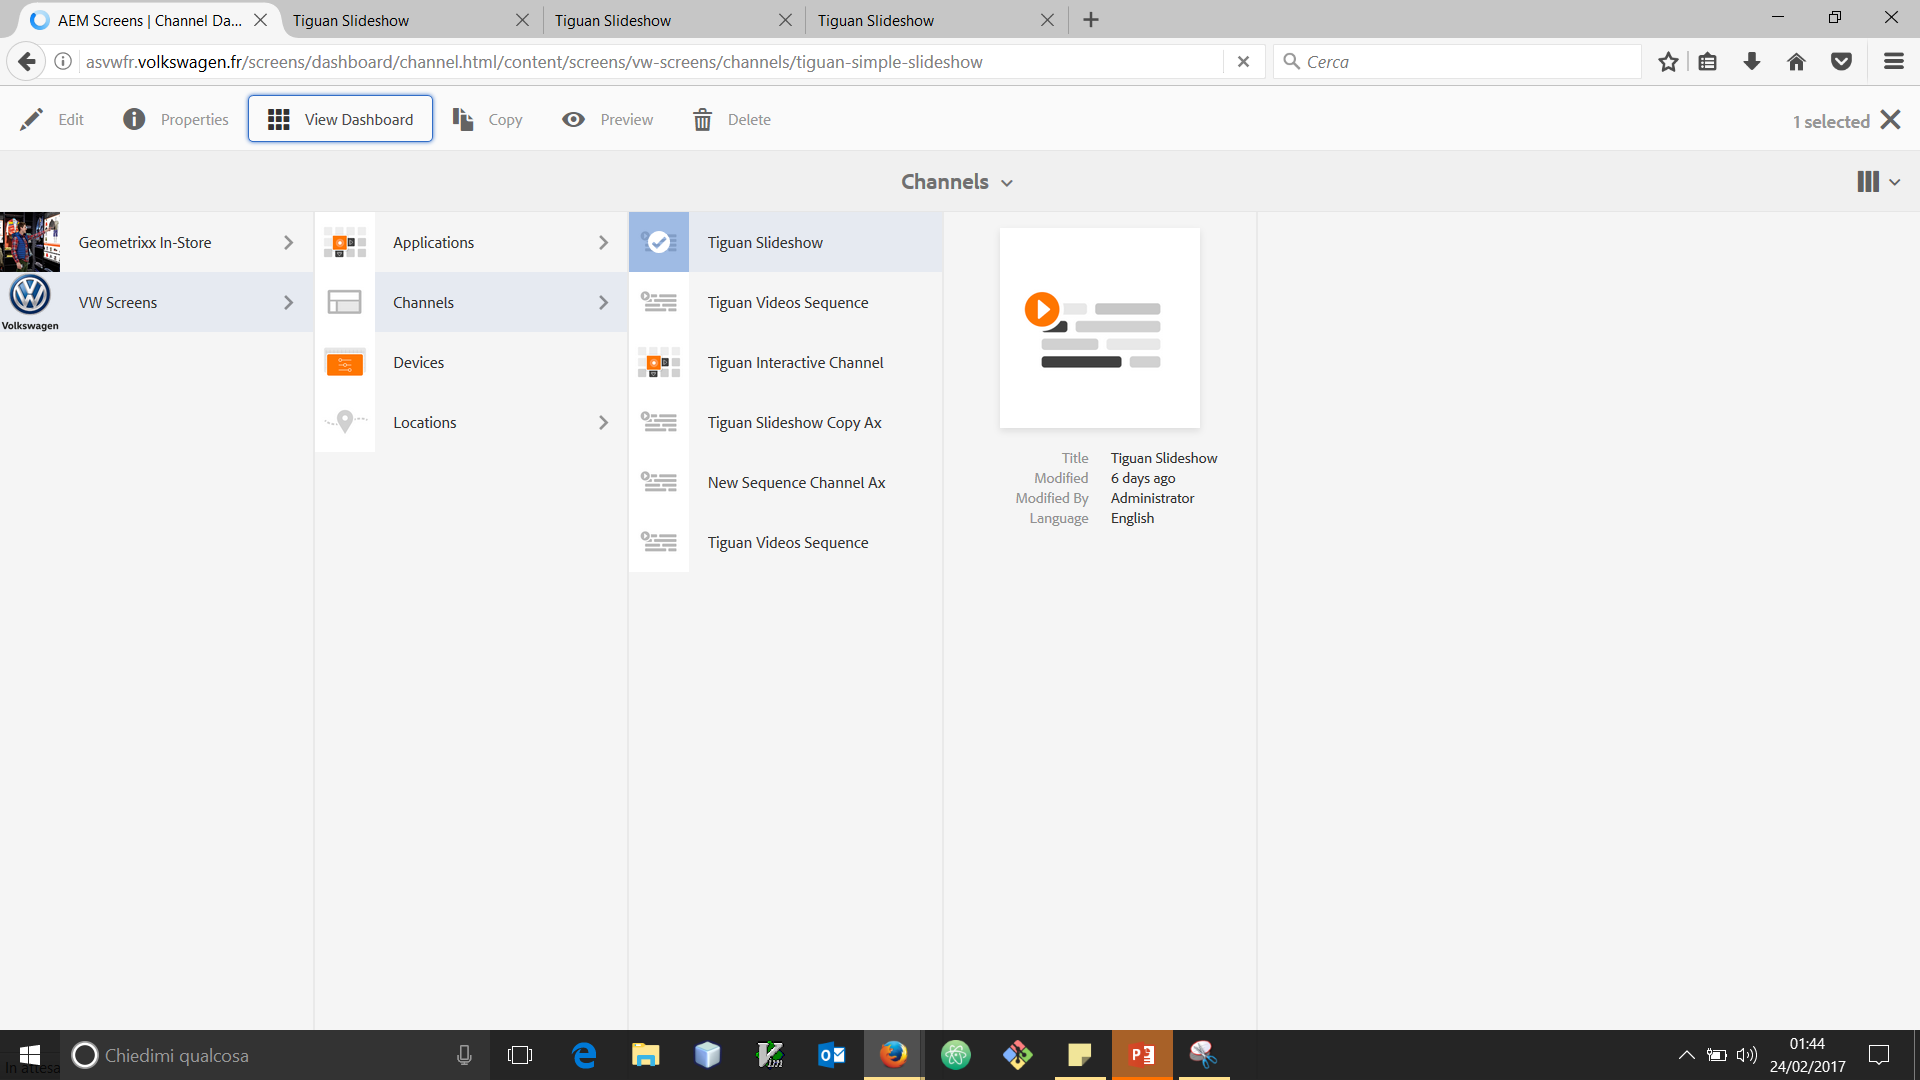 AEM Screens | Channel Da...
Tiguan Slideshow
Tiguan Slideshow
Tiguan Slideshow
asvwfr.volkswagen.fr/screens/dashboard/channel.html/content/screens/vw-screens/channels/tiguan-simple-slideshow
Cerca
Edit
Properties
View Dashboard
Copy
Preview
Delete
1 selected
Channels
Geometrixx In-Store
VW Screens
Volkswagen
Applications
Channels
Devices
Locations
Tiguan Slideshow
Tiguan Videos Sequence
Tiguan Interactive Channel
Tiguan Slideshow Copy Ax
New Sequence Channel Ax
Tiguan Videos Sequence
Title Tiguan Slideshow
Modified 6 days ago
Modified By Administrator
Language English
In attesa
Chiedimi qualcosa
01:44
24/02/2017